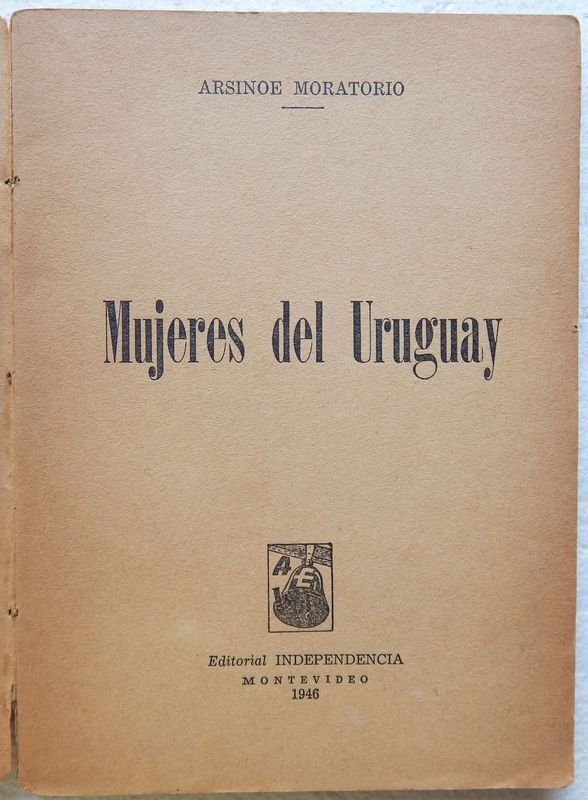 ARSINOE MORATORIO
Mujeres del Uruguay
A E
I
Editorial INDEPENDENCIA
MONTEVIDEO
1946